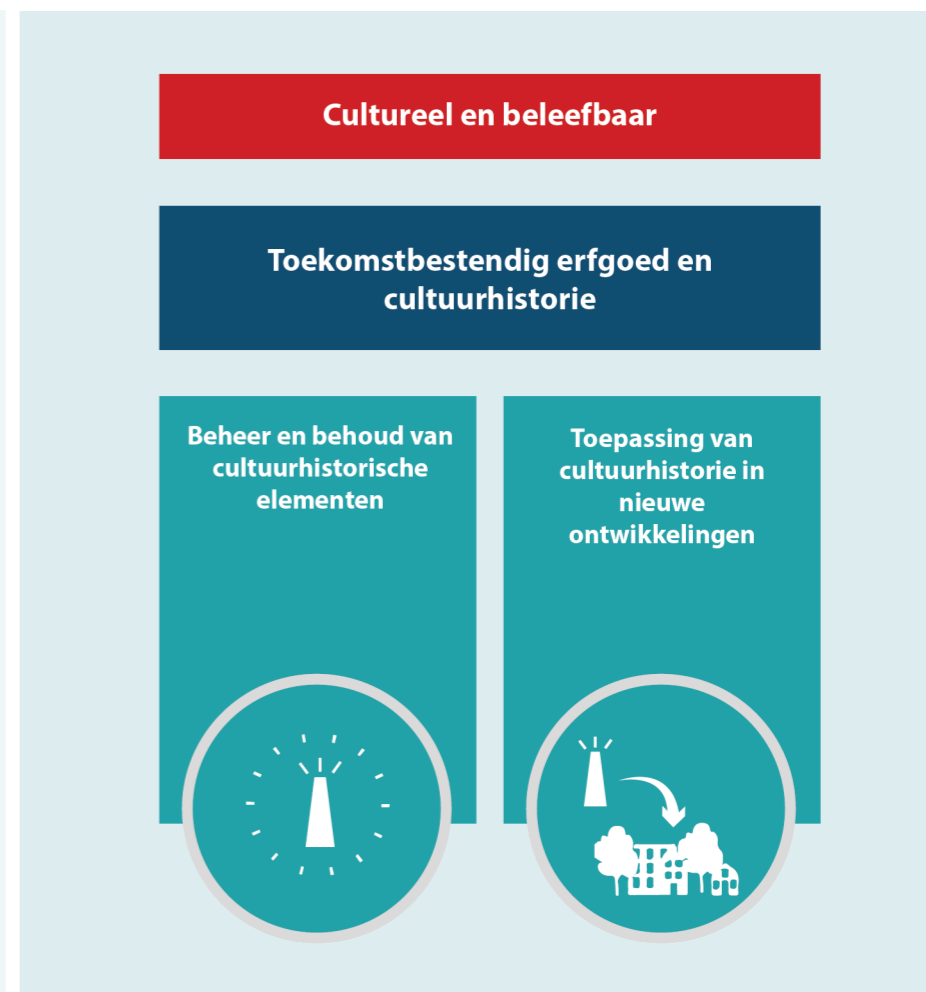 Cultureel en beleefbaar
Toekomstbestendig erfgoed en
cultuurhistorie
Beheer en behoud van
cultuurhistorische
elementen
Toepassing van
cultuurhistorie in
nieuwe
ontwikkelingen